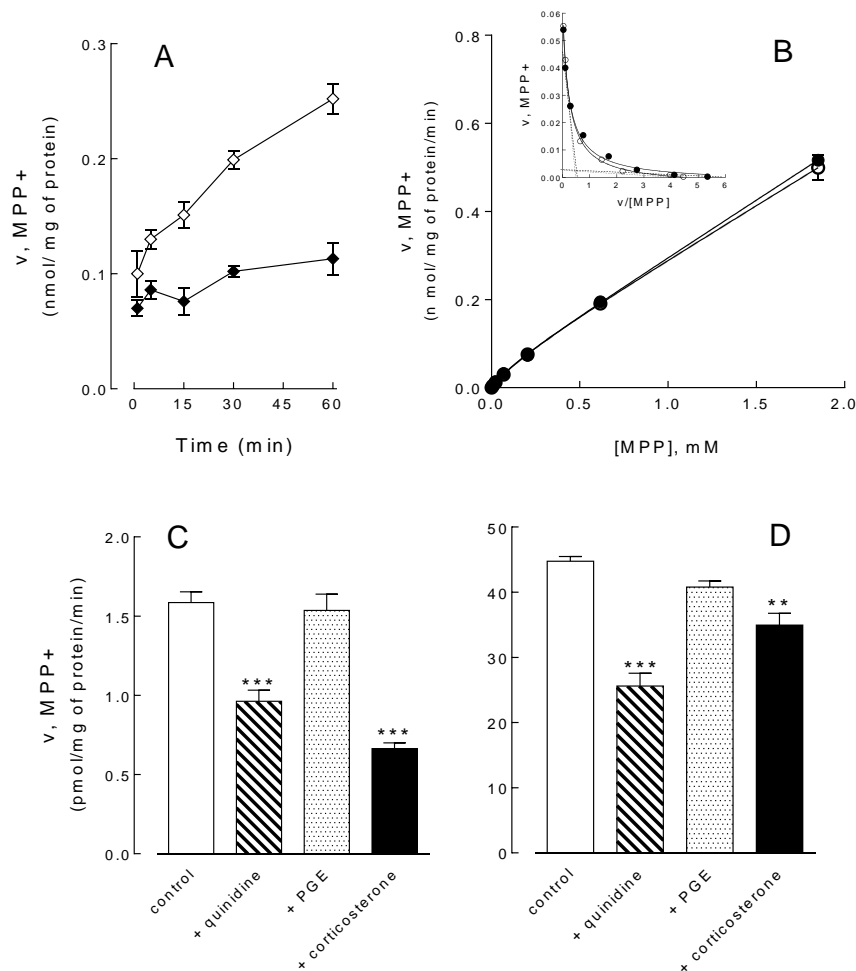 A
v, MPP+
(nmol/ mg of protein)
0.3
0.2
0.1
0.0
0
15
30
45
60
Time (min)
B
v, MPP+
(n mol/ mg of protein/min)
0.8
0.6
0.4
0.2
0.0
0.0
0.5
1.0
1.5
2.0
[MPP], mM
v, MPP+
0.06
0.05
0.04
0.03
0.02
0.01
0.00
0
1
2
3
4
5
6
v/[MPP]
C
v, MPP+
(pmol/mg of protein/min)
2.0
1.5
1.0
0.5
0.0
***
***
control
+ quinidine
+ PGE
+ corticosterone
D
50
40
30
20
10
0
***
**
control
+ quinidine
+ PGE
+ corticosterone